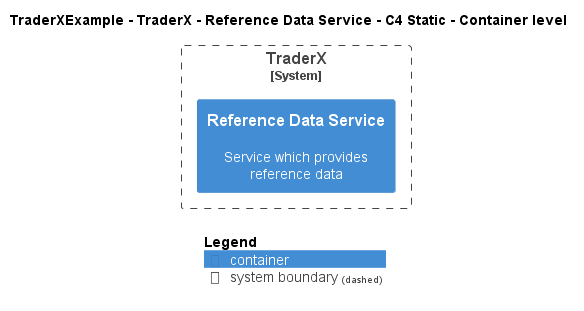 TraderXExample - TraderX - Reference Data Service - C4 Static - Container level
TraderX
[System]
Reference Data Service
Service which provides
reference data
Legend
container
system boundary (dashed)